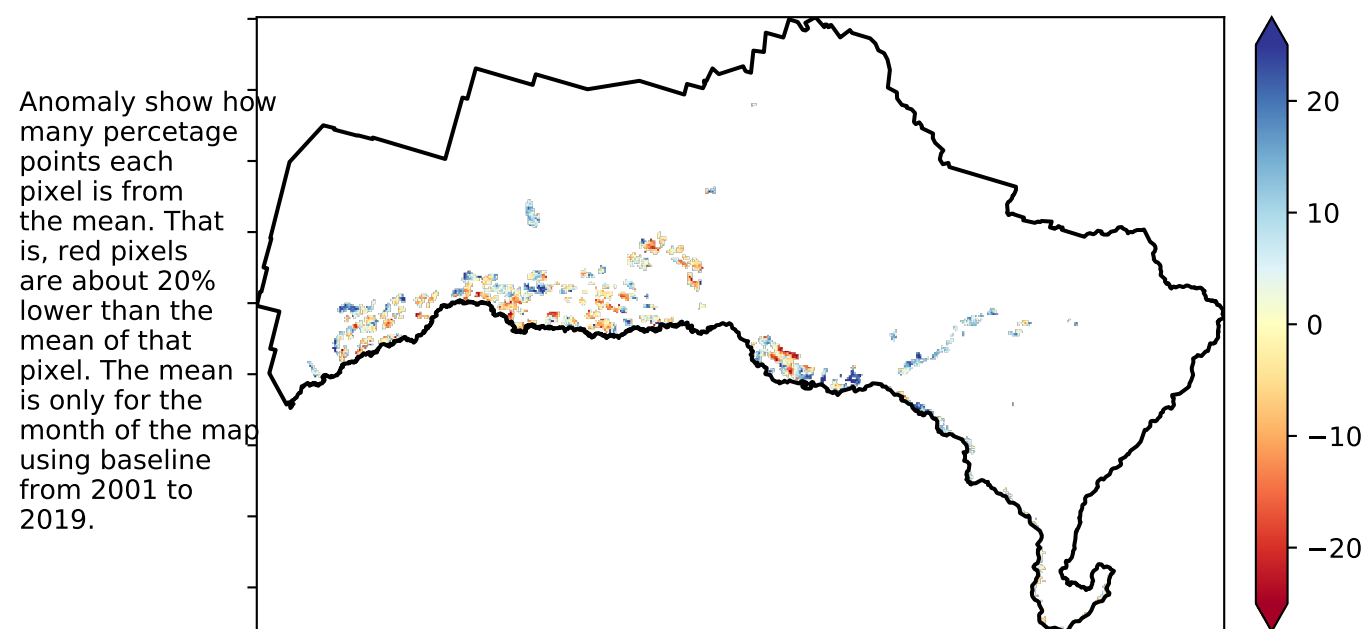 Anomaly show how
many percetage
points each
pixel is from
the mean. That
is, red pixels
are about 20%
lower than the
mean of that
pixel. The mean
is only for the
month of the map
using baseline
from 2001 to
2019.
20
10
0
−10
−20